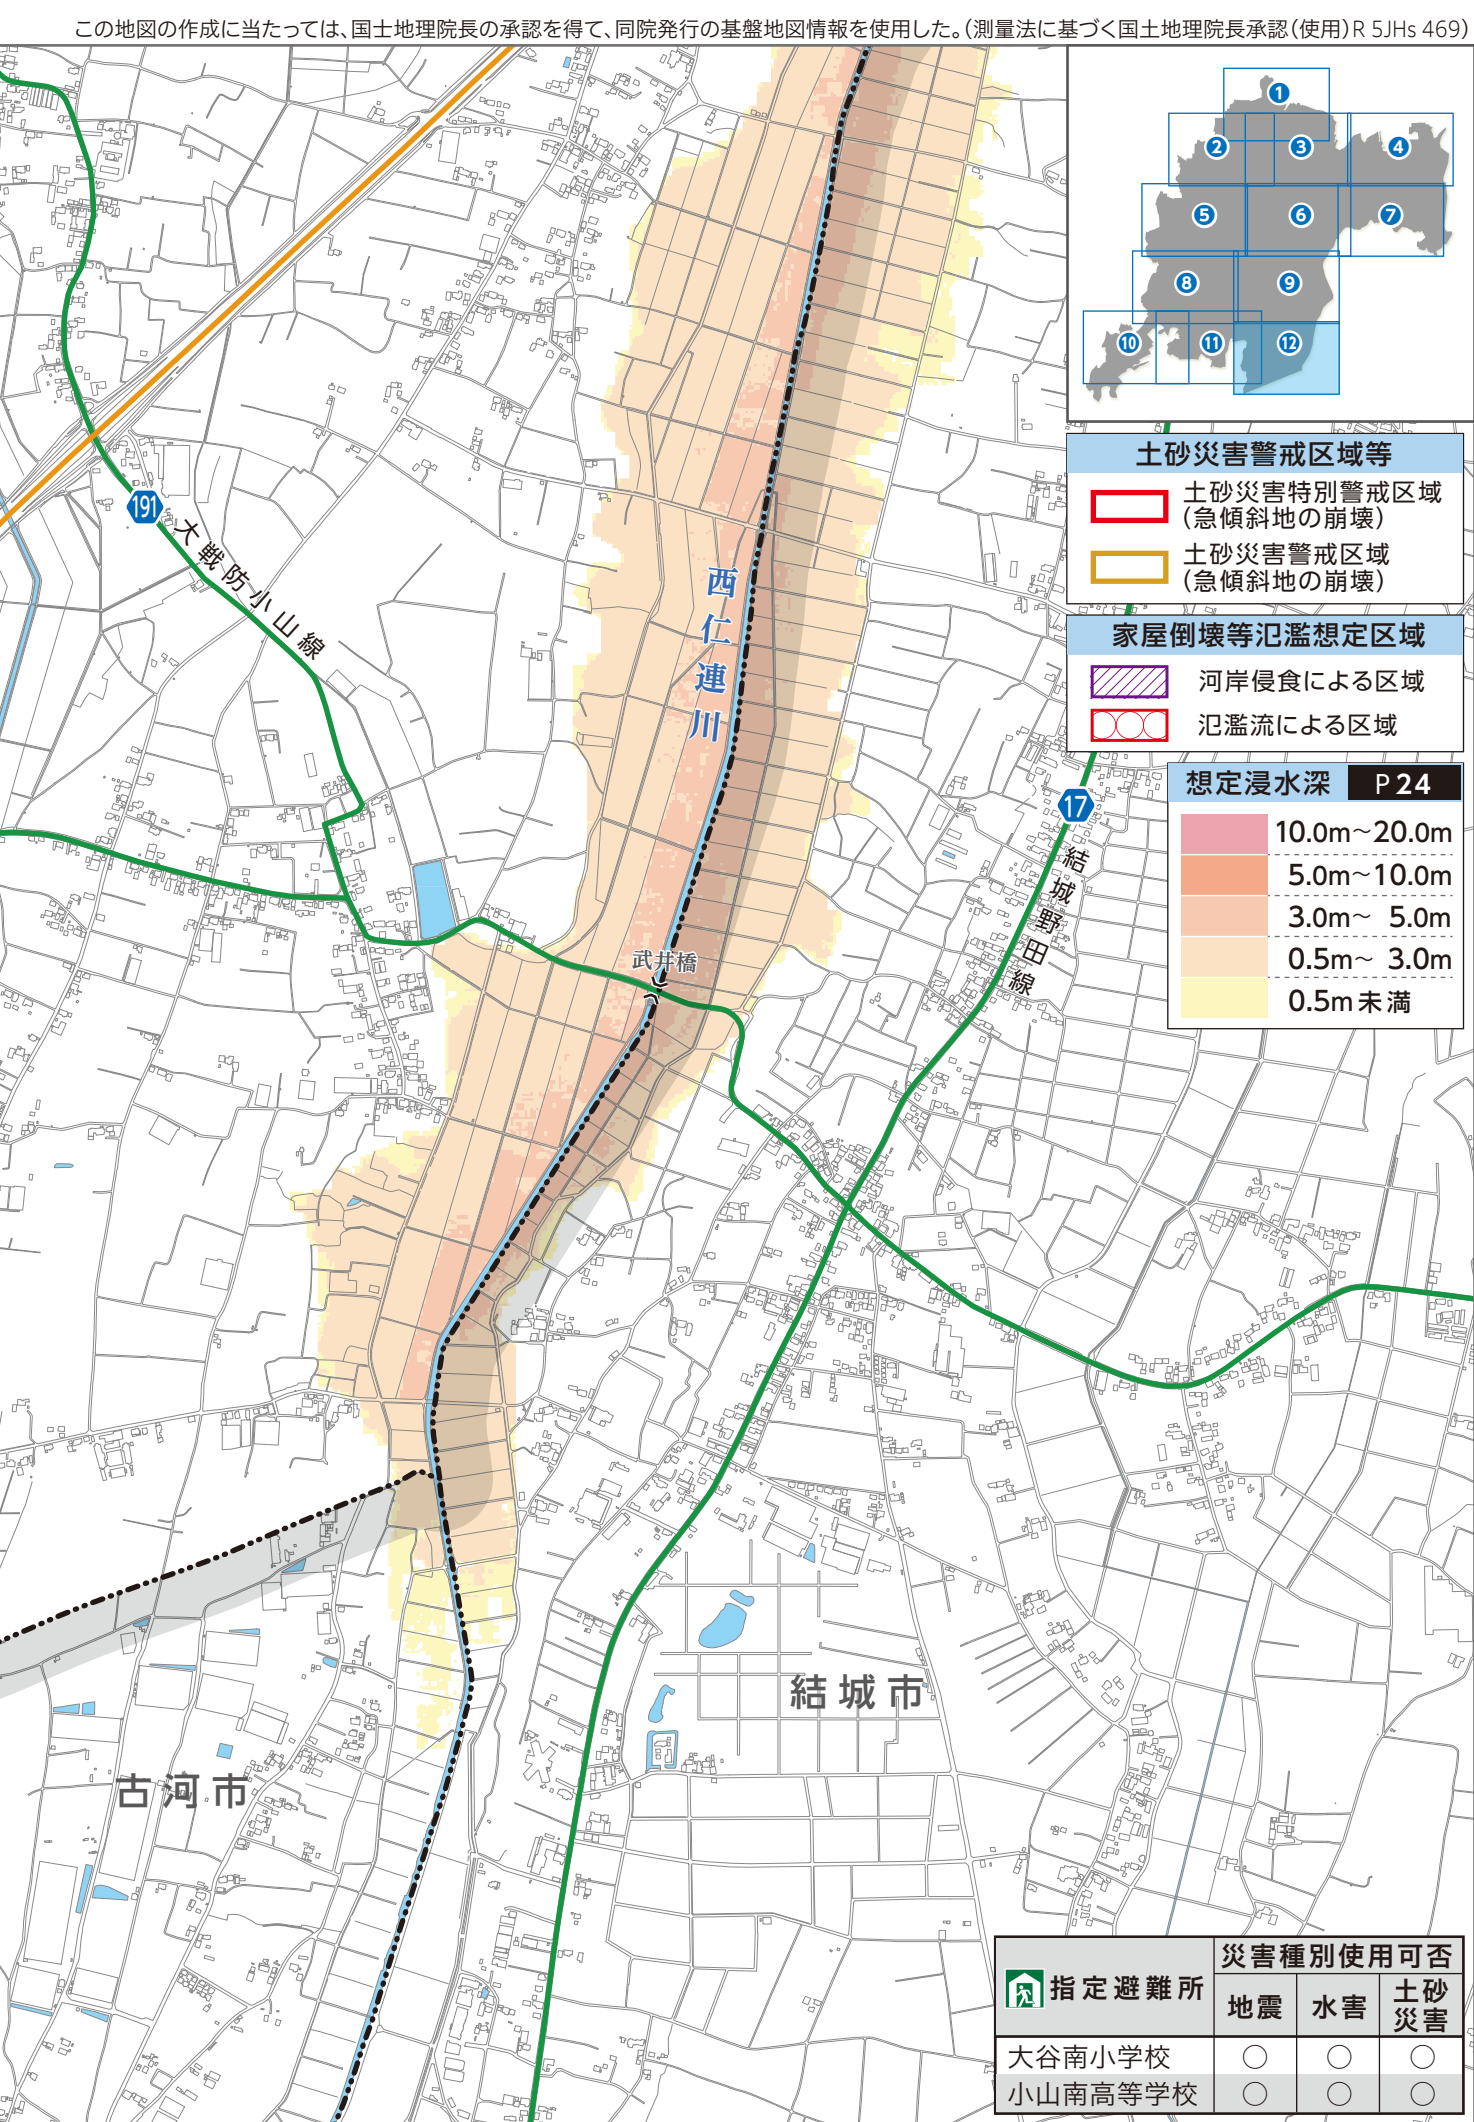 この地図の作成に当たっては、国士地理院長の承認を得て、同院発行の基盤地図情報を使用した。(測量法に基づく国土地理院長承認(使用)R 5JHs 469)
1
2
3
4
5
6
7
8
9
10
11
12
土砂災害警戒区域等
土砂災害特別警戒区域
(急傾斜地の崩壊)
土砂災害警戒区域
(急傾斜地の崩壊)
家屋倒壊等氾濫想定区域
河岸侵食による区域
氾濫流による区域
想定浸水深 P 24
10.0m~20.0m
5.0m~10.0m
3.0m~ 5.0m
0.5m~ 3.0m
0.5m未満
191
大戦防小山線
西仁連川
17
結城野田線
武井橋
結城市
古河市
指定避難所
災害種別使用可否
地震 水害 土砂
災害
大谷南小学校 ○ ○ ○
小山南高等学校 ○ ○ ○